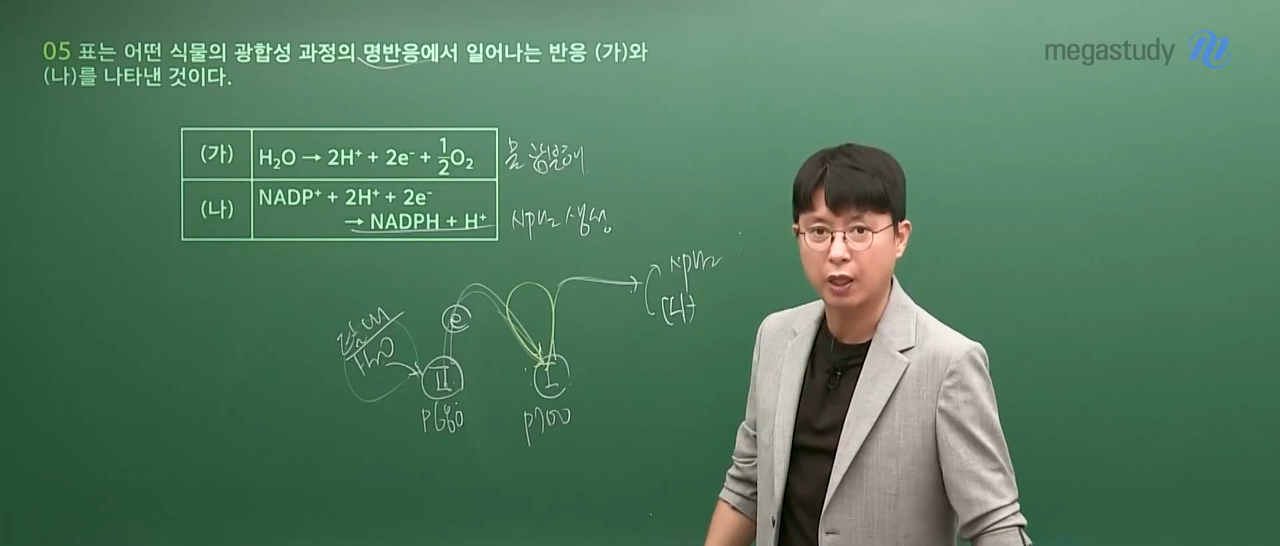 05 표는 어떤 식물의 광합성 과정의 명반응에서 일어나는 반응 (가)와
(나)를 나타낸 것이다.
megastudy
(가) H₂O → 2H⁺ + 2e⁻ + 1/2 O₂
물 광분해
(나) NADP⁺ + 2H⁺ + 2e⁻
→ NADPH + H⁺
생성
(나)
e
H₂O
II
I
P680
P700